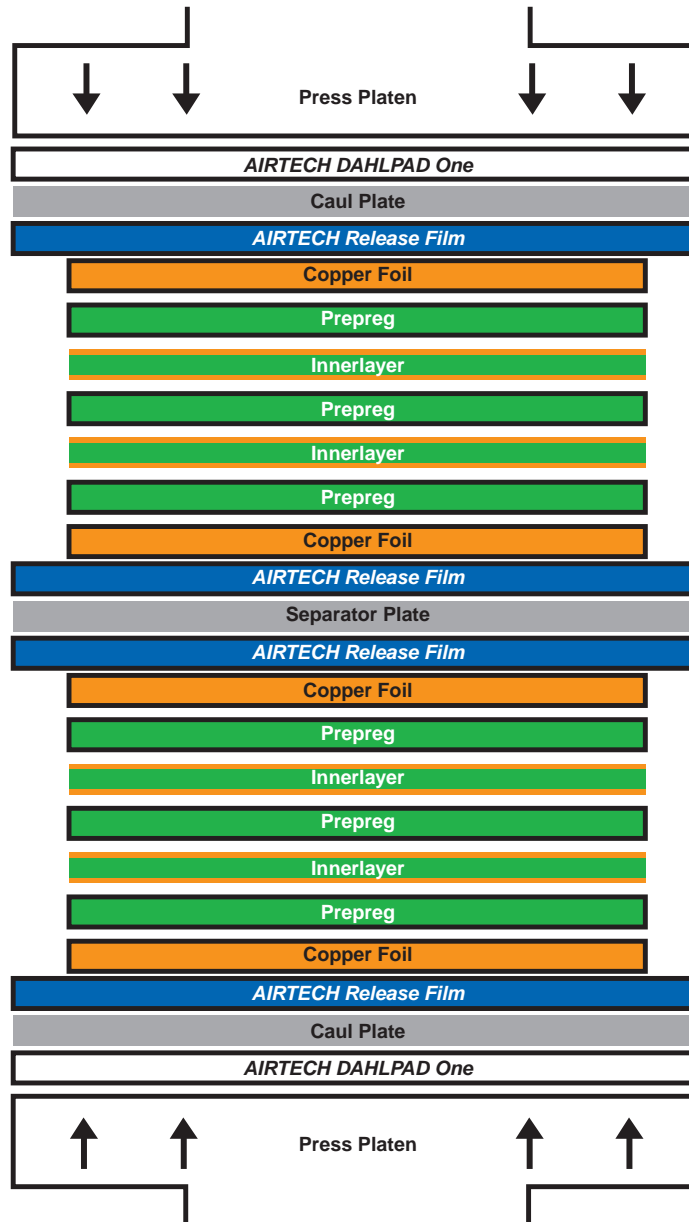 Press Platen
AIRTECH DAHLPAD One
Caul Plate
AIRTECH Release Film
Copper Foil
Prepreg
Innerlayer
Prepreg
Innerlayer
Prepreg
Copper Foil
AIRTECH Release Film
Separator Plate
AIRTECH Release Film
Copper Foil
Prepreg
Innerlayer
Prepreg
Innerlayer
Prepreg
Copper Foil
AIRTECH Release Film
Caul Plate
AIRTECH DAHLPAD One
Press Platen